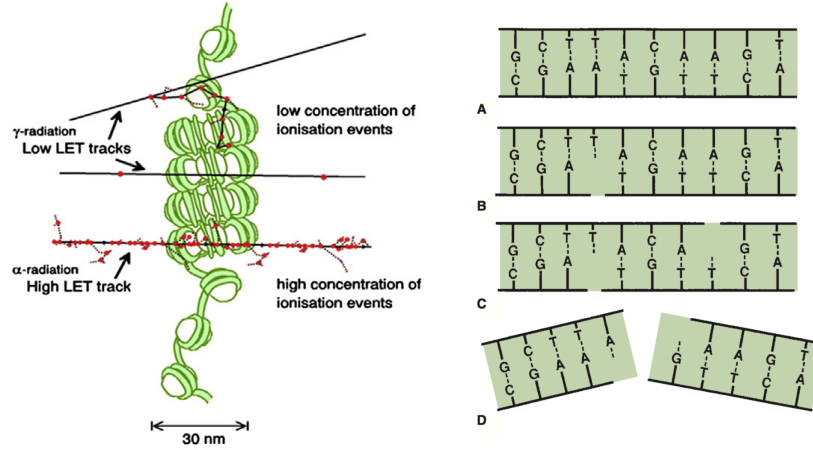 γ-radiation
Low LET tracks
low concentration of
ionisation events
α-radiation
High LET track
high concentration of
ionisation events
30 nm
G C T T A C A A G T
C G A A T G T T C A
A
G C T T A C A A G T
C G A T G T T C A
B
G C T T A C G T
C G A T G T T C A
C
G C T T A
C G A A
A A G T
G T T C A
D